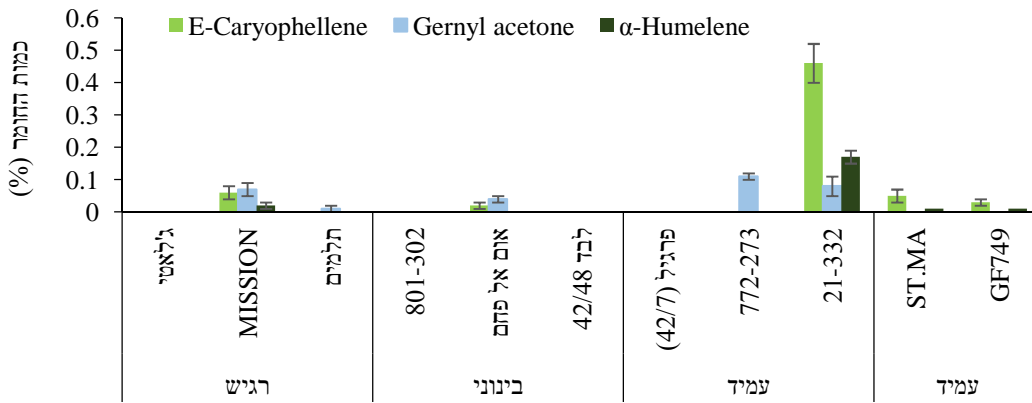 E-Caryophellene
Gernyl acetone
α-Humelene
כמות החומר (%)
0.6
0.5
0.4
0.3
0.2
0.1
0
ג'לאטי
MISSION
תלמים
801-302
אום אל פחם
לבד 42/48
פרגיל (42/7)
772-273
21-332
ST.MA
GF749
רגיש
בינוני
עמיד
עמיד